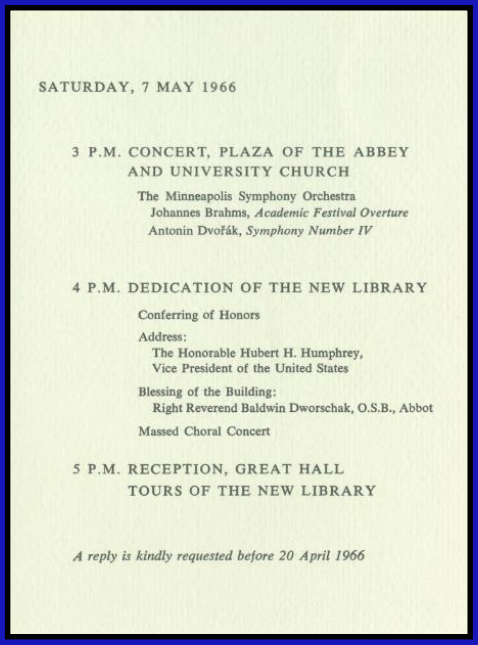 SATURDAY, 7 MAY 1966
3 P.M. CONCERT, PLAZA OF THE ABBEY
AND UNIVERSITY CHURCH
The Minneapolis Symphony Orchestra
Johannes Brahms, Academic Festival Overture
Antonin Dvořák, Symphony Number IV
4 P.M. DEDICATION OF THE NEW LIBRARY
Conferring of Honors
Address:
The Honorable Hubert H. Humphrey,
Vice President of the United States
Blessing of the Building:
Right Reverend Baldwin Dworschak, O.S.B., Abbot
Massed Choral Concert
5 P.M. RECEPTION, GREAT HALL
TOURS OF THE NEW LIBRARY
A reply is kindly requested before 20 April 1966